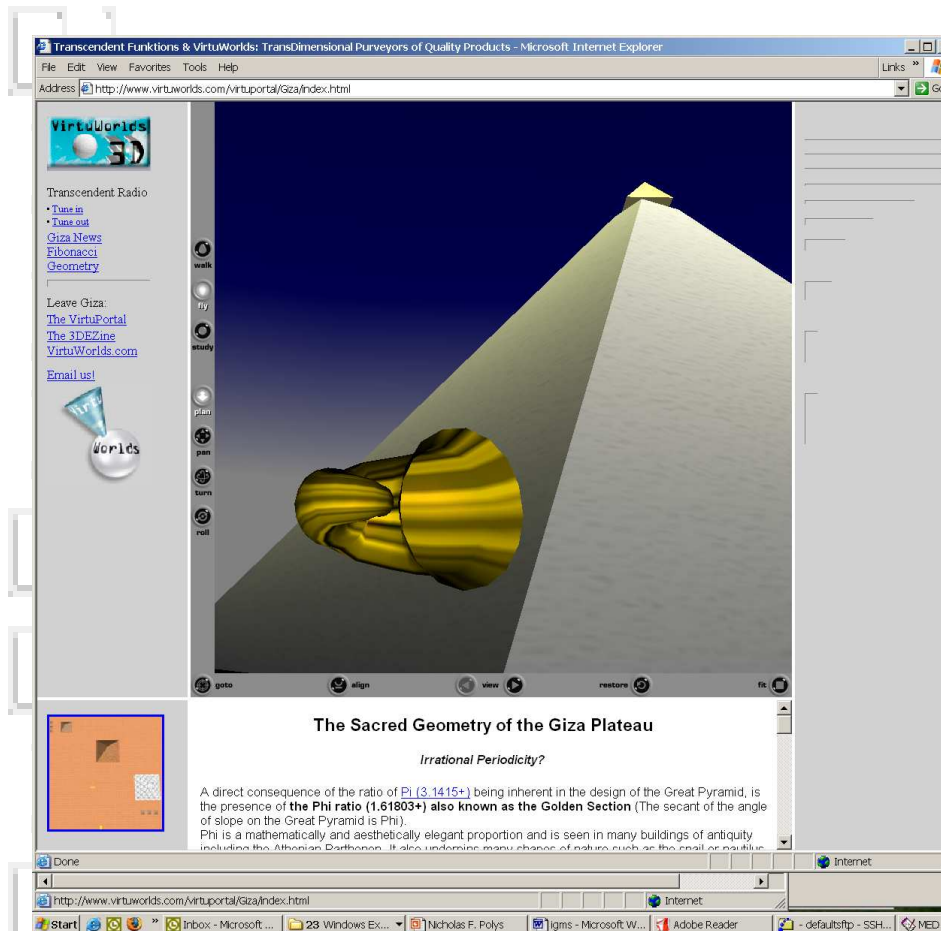 Transcendent Funktions & VirtuWorlds: TransDimensional Purveyors of Quality Products - Microsoft Internet Explorer
File Edit View Favorites Tools Help
Links »
Address http://www.virtuworlds.com/virtuportal/Giza/index.html
VirtuWorlds
3D
Transcendent Radio
• Tune in
• Tune out
Giza News
Fibonacci
Geometry
Leave Giza:
The VirtuPortal
The 3DEZine
VirtuWorlds.com
Email us!
Virtu
Worlds
walk
fly
study
plan
pan
turn
roll
goto align view restore fit
The Sacred Geometry of the Giza Plateau
Irrational Periodicity?
A direct consequence of the ratio of Pi (3.1415+) being inherent in the design of the Great Pyramid, is
the presence of the Phi ratio (1.61803+) also known as the Golden Section (The secant of the angle
of slope on the Great Pyramid is Phi).
Phi is a mathematically and aesthetically elegant proportion and is seen in many buildings of antiquity
including the Athenian Parthenon. It also underpins many shapes of nature such as the snail or nautilus
Done Internet
http://www.virtuworlds.com/virtuportal/Giza/index.html Internet
Start » Inbox - Microsoft ... 23 Windows Ex... Nicholas F. Polys igms - Microsoft W... Adobe Reader - defaultsftp - SSH... MED